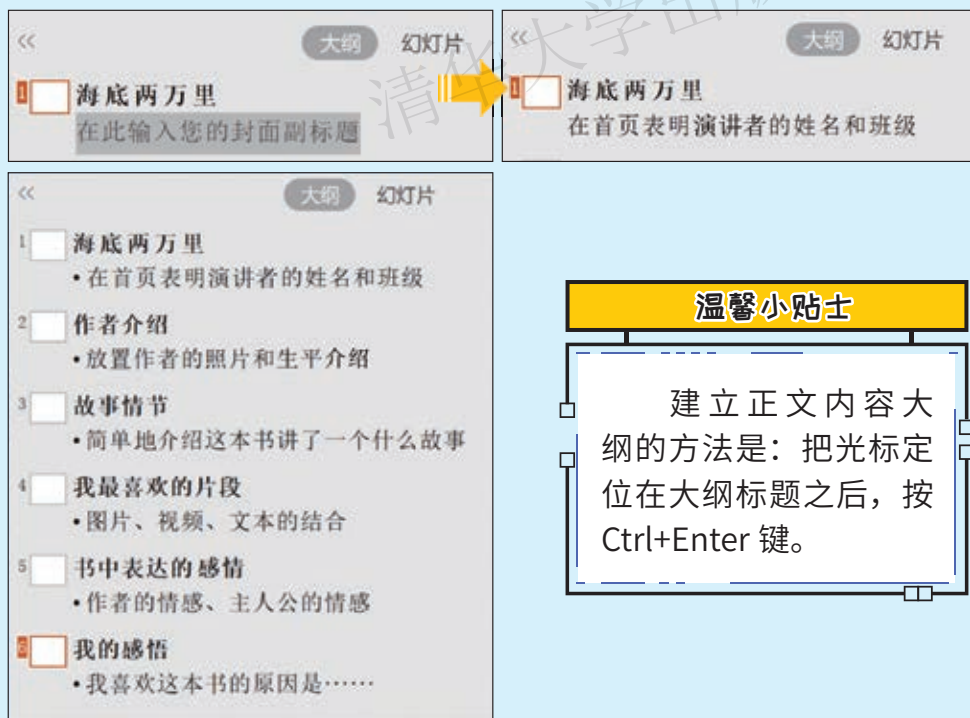 大纲 幻灯片
1 海底两万里
在此输入您的封面副标题
大纲 幻灯片
1 海底两万里
在首页表明演讲者的姓名和班级
大纲 幻灯片
1 海底两万里
•在首页表明演讲者的姓名和班级
2 作者介绍
•放置作者的照片和生平介绍
3 故事情节
•简单地介绍这本书讲了一个什么故事
4 我最喜欢的片段
•图片、视频、文本的结合
5 书中表达的感情
•作者的情感、主人公的情感
6 我的感悟
•我喜欢这本书的原因是……
温馨小贴士
建立正文内容大
纲的方法是：把光标定
位在大纲标题之后，按
Ctrl+Enter 键。
清华大学出